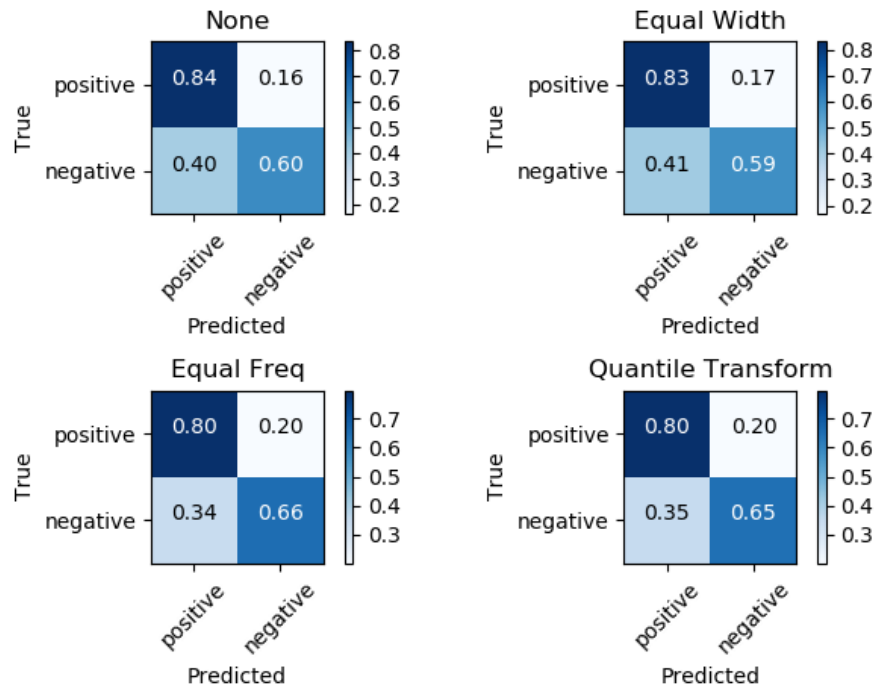 None
0.84 0.16
0.40 0.60
positive
negative
True
positive
negative
Predicted
0.8
0.7
0.6
0.5
0.4
0.3
0.2
Equal Width
0.83 0.17
0.41 0.59
positive
negative
True
positive
negative
Predicted
0.8
0.7
0.6
0.5
0.4
0.3
0.2
Equal Freq
0.80 0.20
0.34 0.66
positive
negative
True
positive
negative
Predicted
0.7
0.6
0.5
0.4
0.3
Quantile Transform
0.80 0.20
0.35 0.65
positive
negative
True
positive
negative
Predicted
0.7
0.6
0.5
0.4
0.3